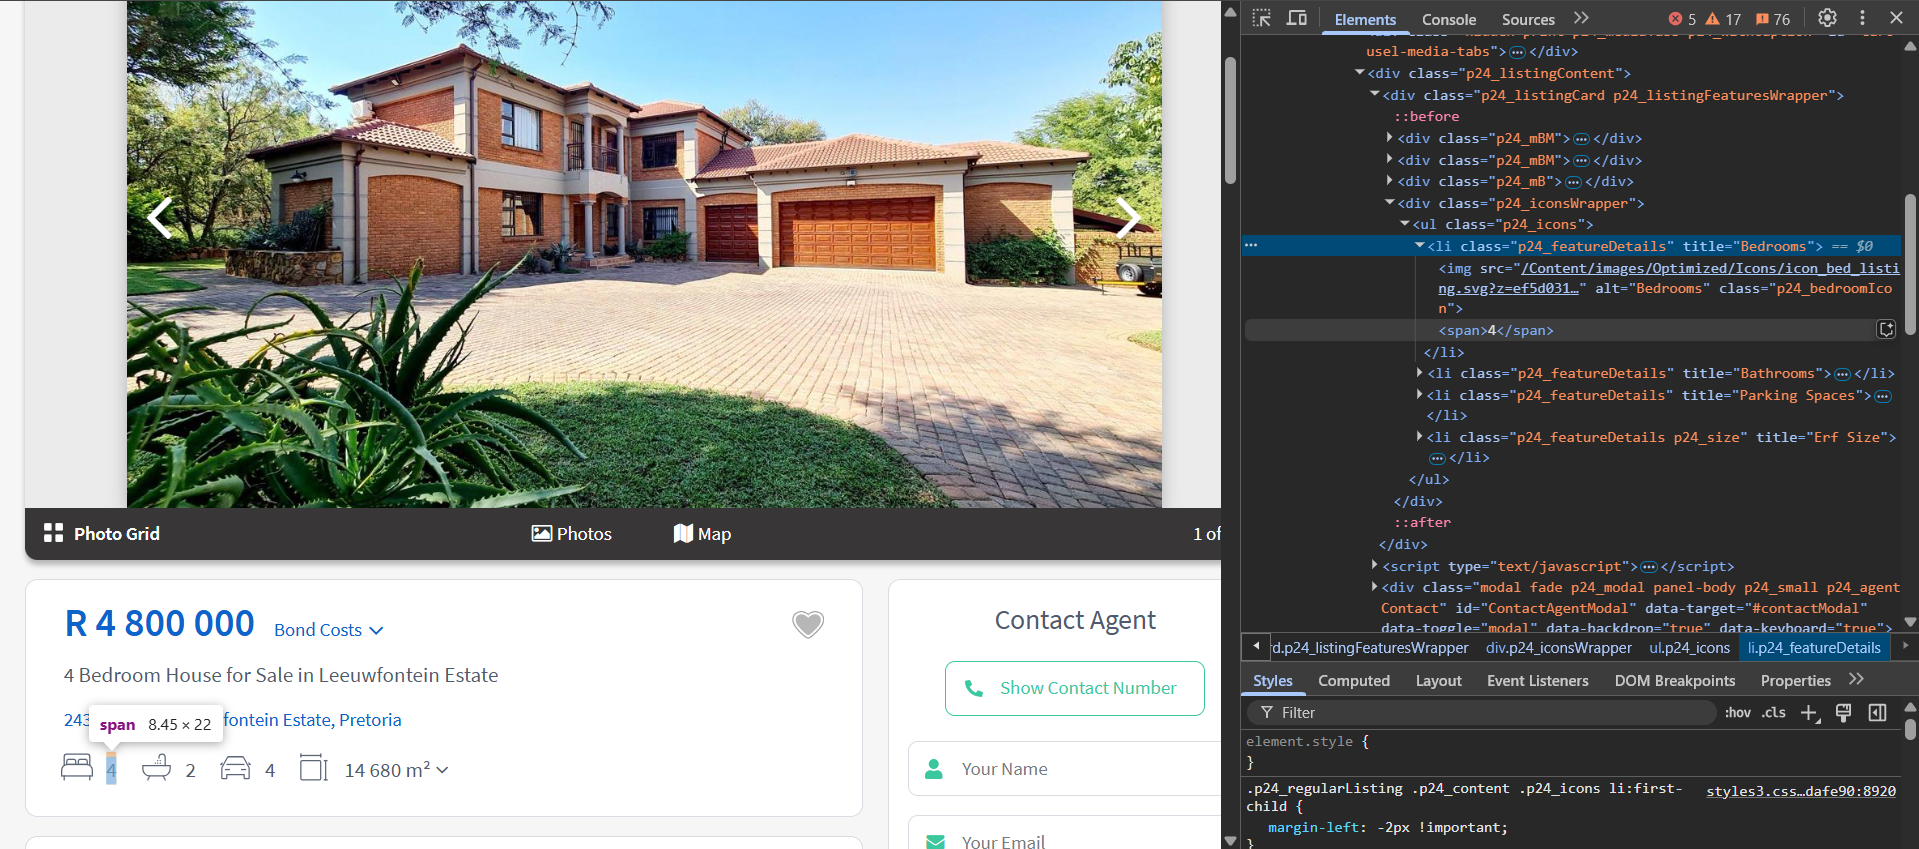 Photo Grid
Photos
Map
1 of
R 4 800 000
Bond Costs
4 Bedroom House for Sale in Leeuwfontein Estate
243
fontein Estate, Pretoria
span 8.45 × 22
4
2
4
14 680 m²
Contact Agent
Show Contact Number
Your Name
Your Email
Elements
Console
Sources
5
17
76
usel-media-tabs">…</div>
<div class="p24_listingContent">
<div class="p24_listingCard p24_listingFeaturesWrapper">
::before
<div class="p24_mBM">…</div>
<div class="p24_mBM">…</div>
<div class="p24_mB">…</div>
<div class="p24_iconsWrapper">
<ul class="p24_icons">
<li class="p24_featureDetails" title="Bedrooms"> == $0
<img src="/Content/images/Optimized/Icons/icon_bed_listi
ng.svg?z=ef5d031…" alt="Bedrooms" class="p24_bedroomIco
n">
<span>4</span>
</li>
<li class="p24_featureDetails" title="Bathrooms">…</li>
<li class="p24_featureDetails" title="Parking Spaces">…
</li>
<li class="p24_featureDetails p24_size" title="Erf Size">
…</li>
</ul>
</div>
::after
</div>
<script type="text/javascript">…</script>
<div class="modal fade p24_modal panel-body p24_small p24_agent
Contact" id="ContactAgentModal" data-target="#contactModal"
data-toggle="modal" data-backdrop="true" data-keyboard="true">
d.p24_listingFeaturesWrapper
div.p24_iconsWrapper
ul.p24_icons
li.p24_featureDetails
Styles
Computed
Layout
Event Listeners
DOM Breakpoints
Properties
Filter
:hov
.cls
element.style {
}
.p24_regularListing .p24_content .p24_icons li:first-
child {
styles3.css…dafe90:8920
margin-left: -2px !important;
}